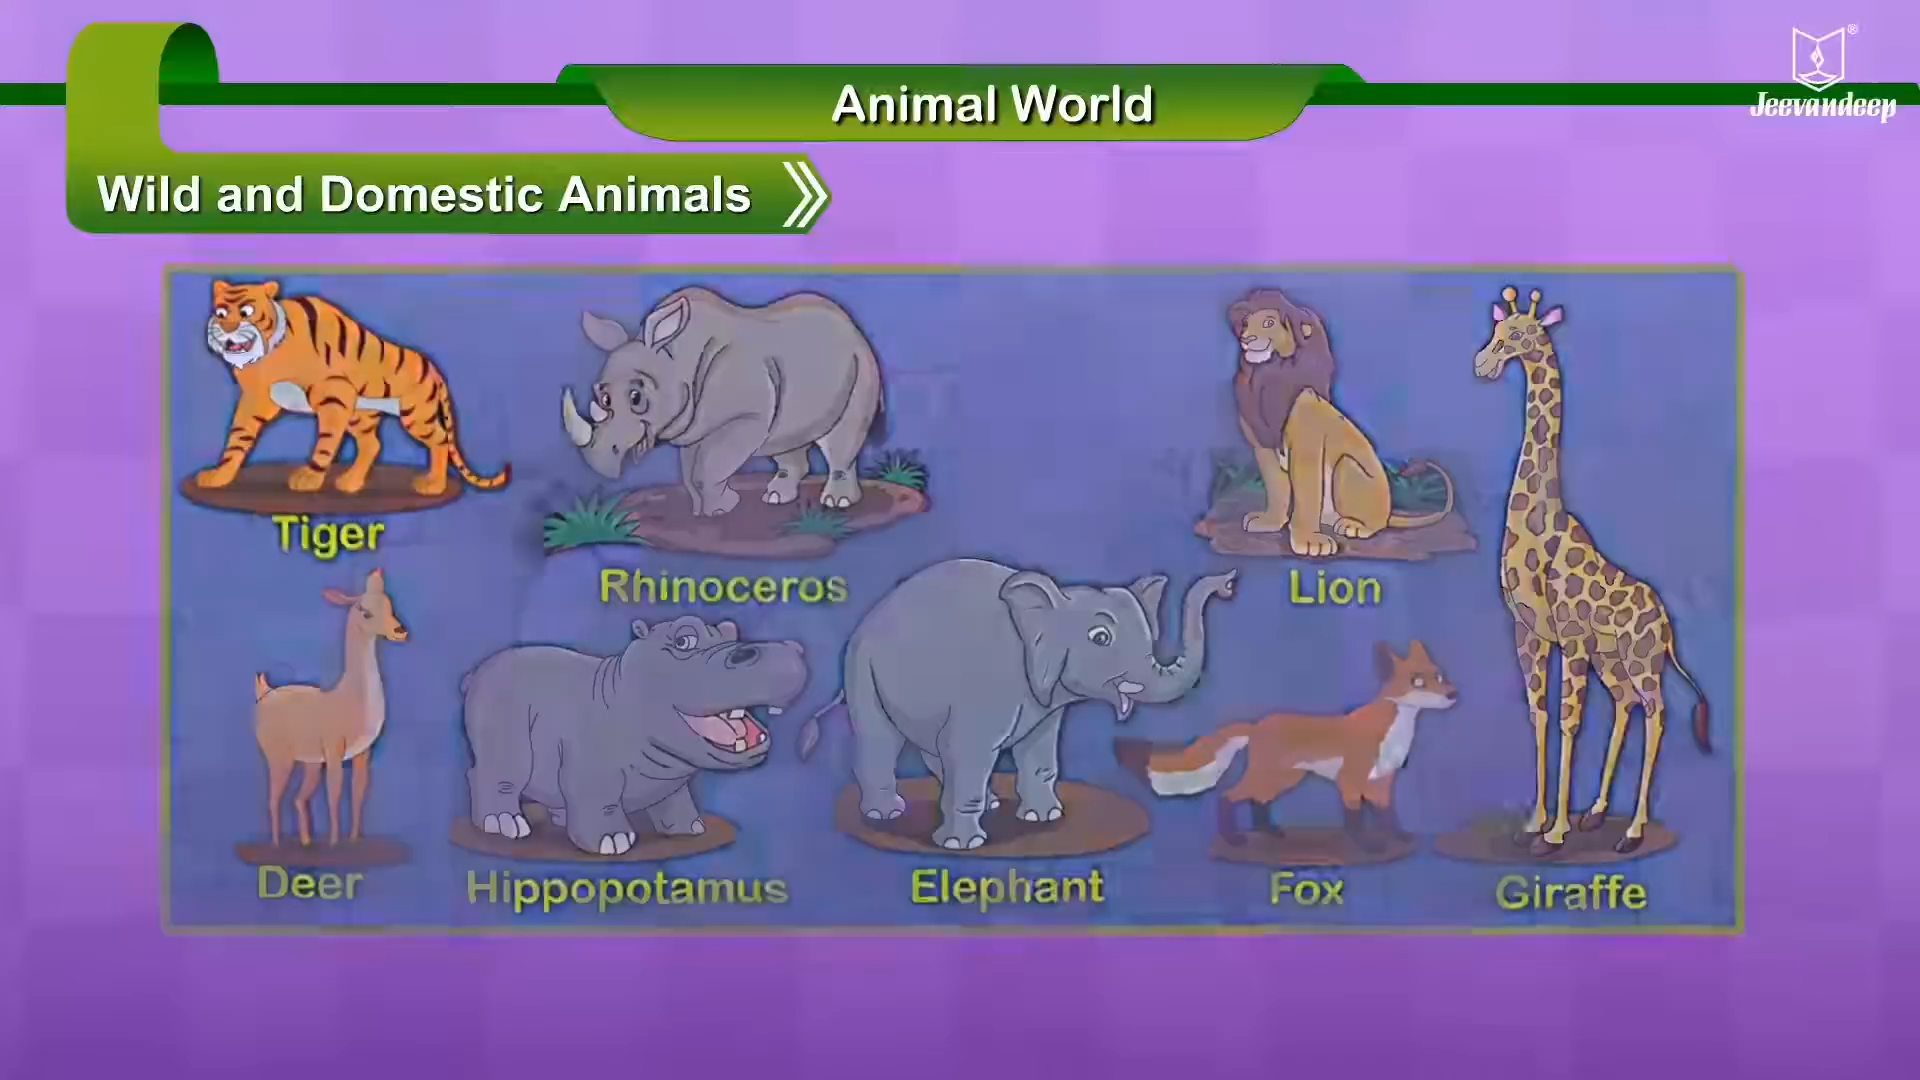 Animal World
®
Jeevandeep
Wild and Domestic Animals
Tiger
Rhinoceros
Lion
Deer
Hippopotamus
Elephant
Fox
Giraffe